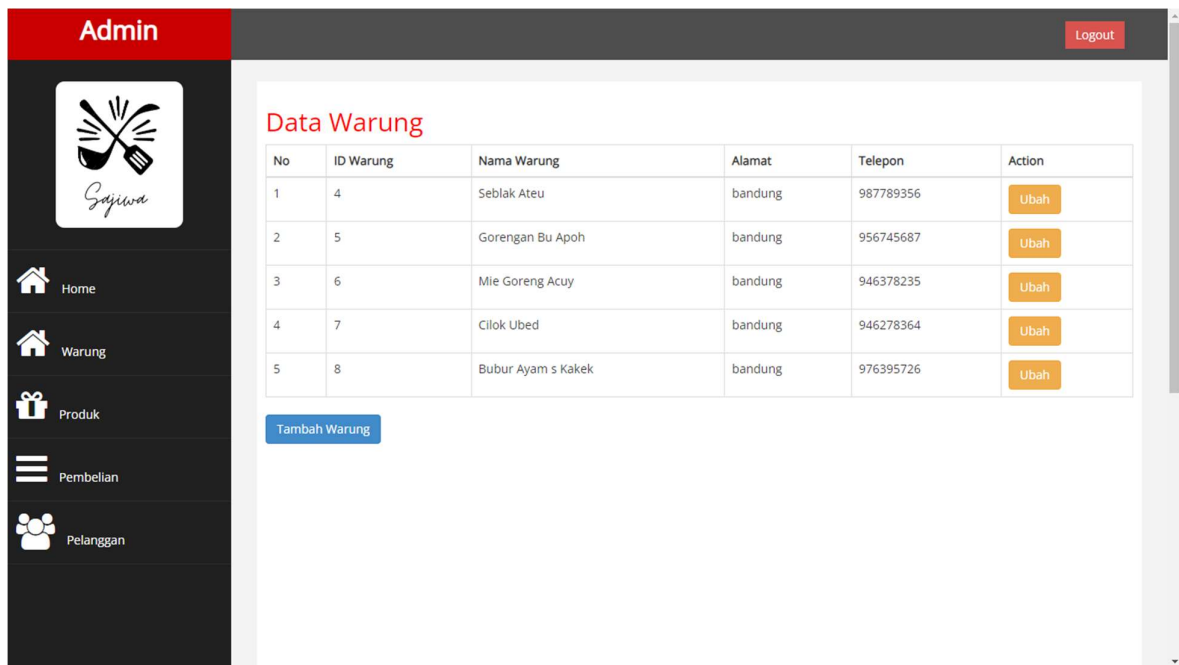 Admin
Logout
Sajiwa
Home
Warung
Produk
Pembelian
Pelanggan
Data Warung
No ID Warung Nama Warung Alamat Telepon Action
1 4 Seblak Ateu bandung 987789356 Ubah
2 5 Gorengan Bu Apoh bandung 956745687 Ubah
3 6 Mie Goreng Acuy bandung 946378235 Ubah
4 7 Cilok Ubed bandung 946278364 Ubah
5 8 Bubur Ayam s Kakek bandung 976395726 Ubah
Tambah Warung